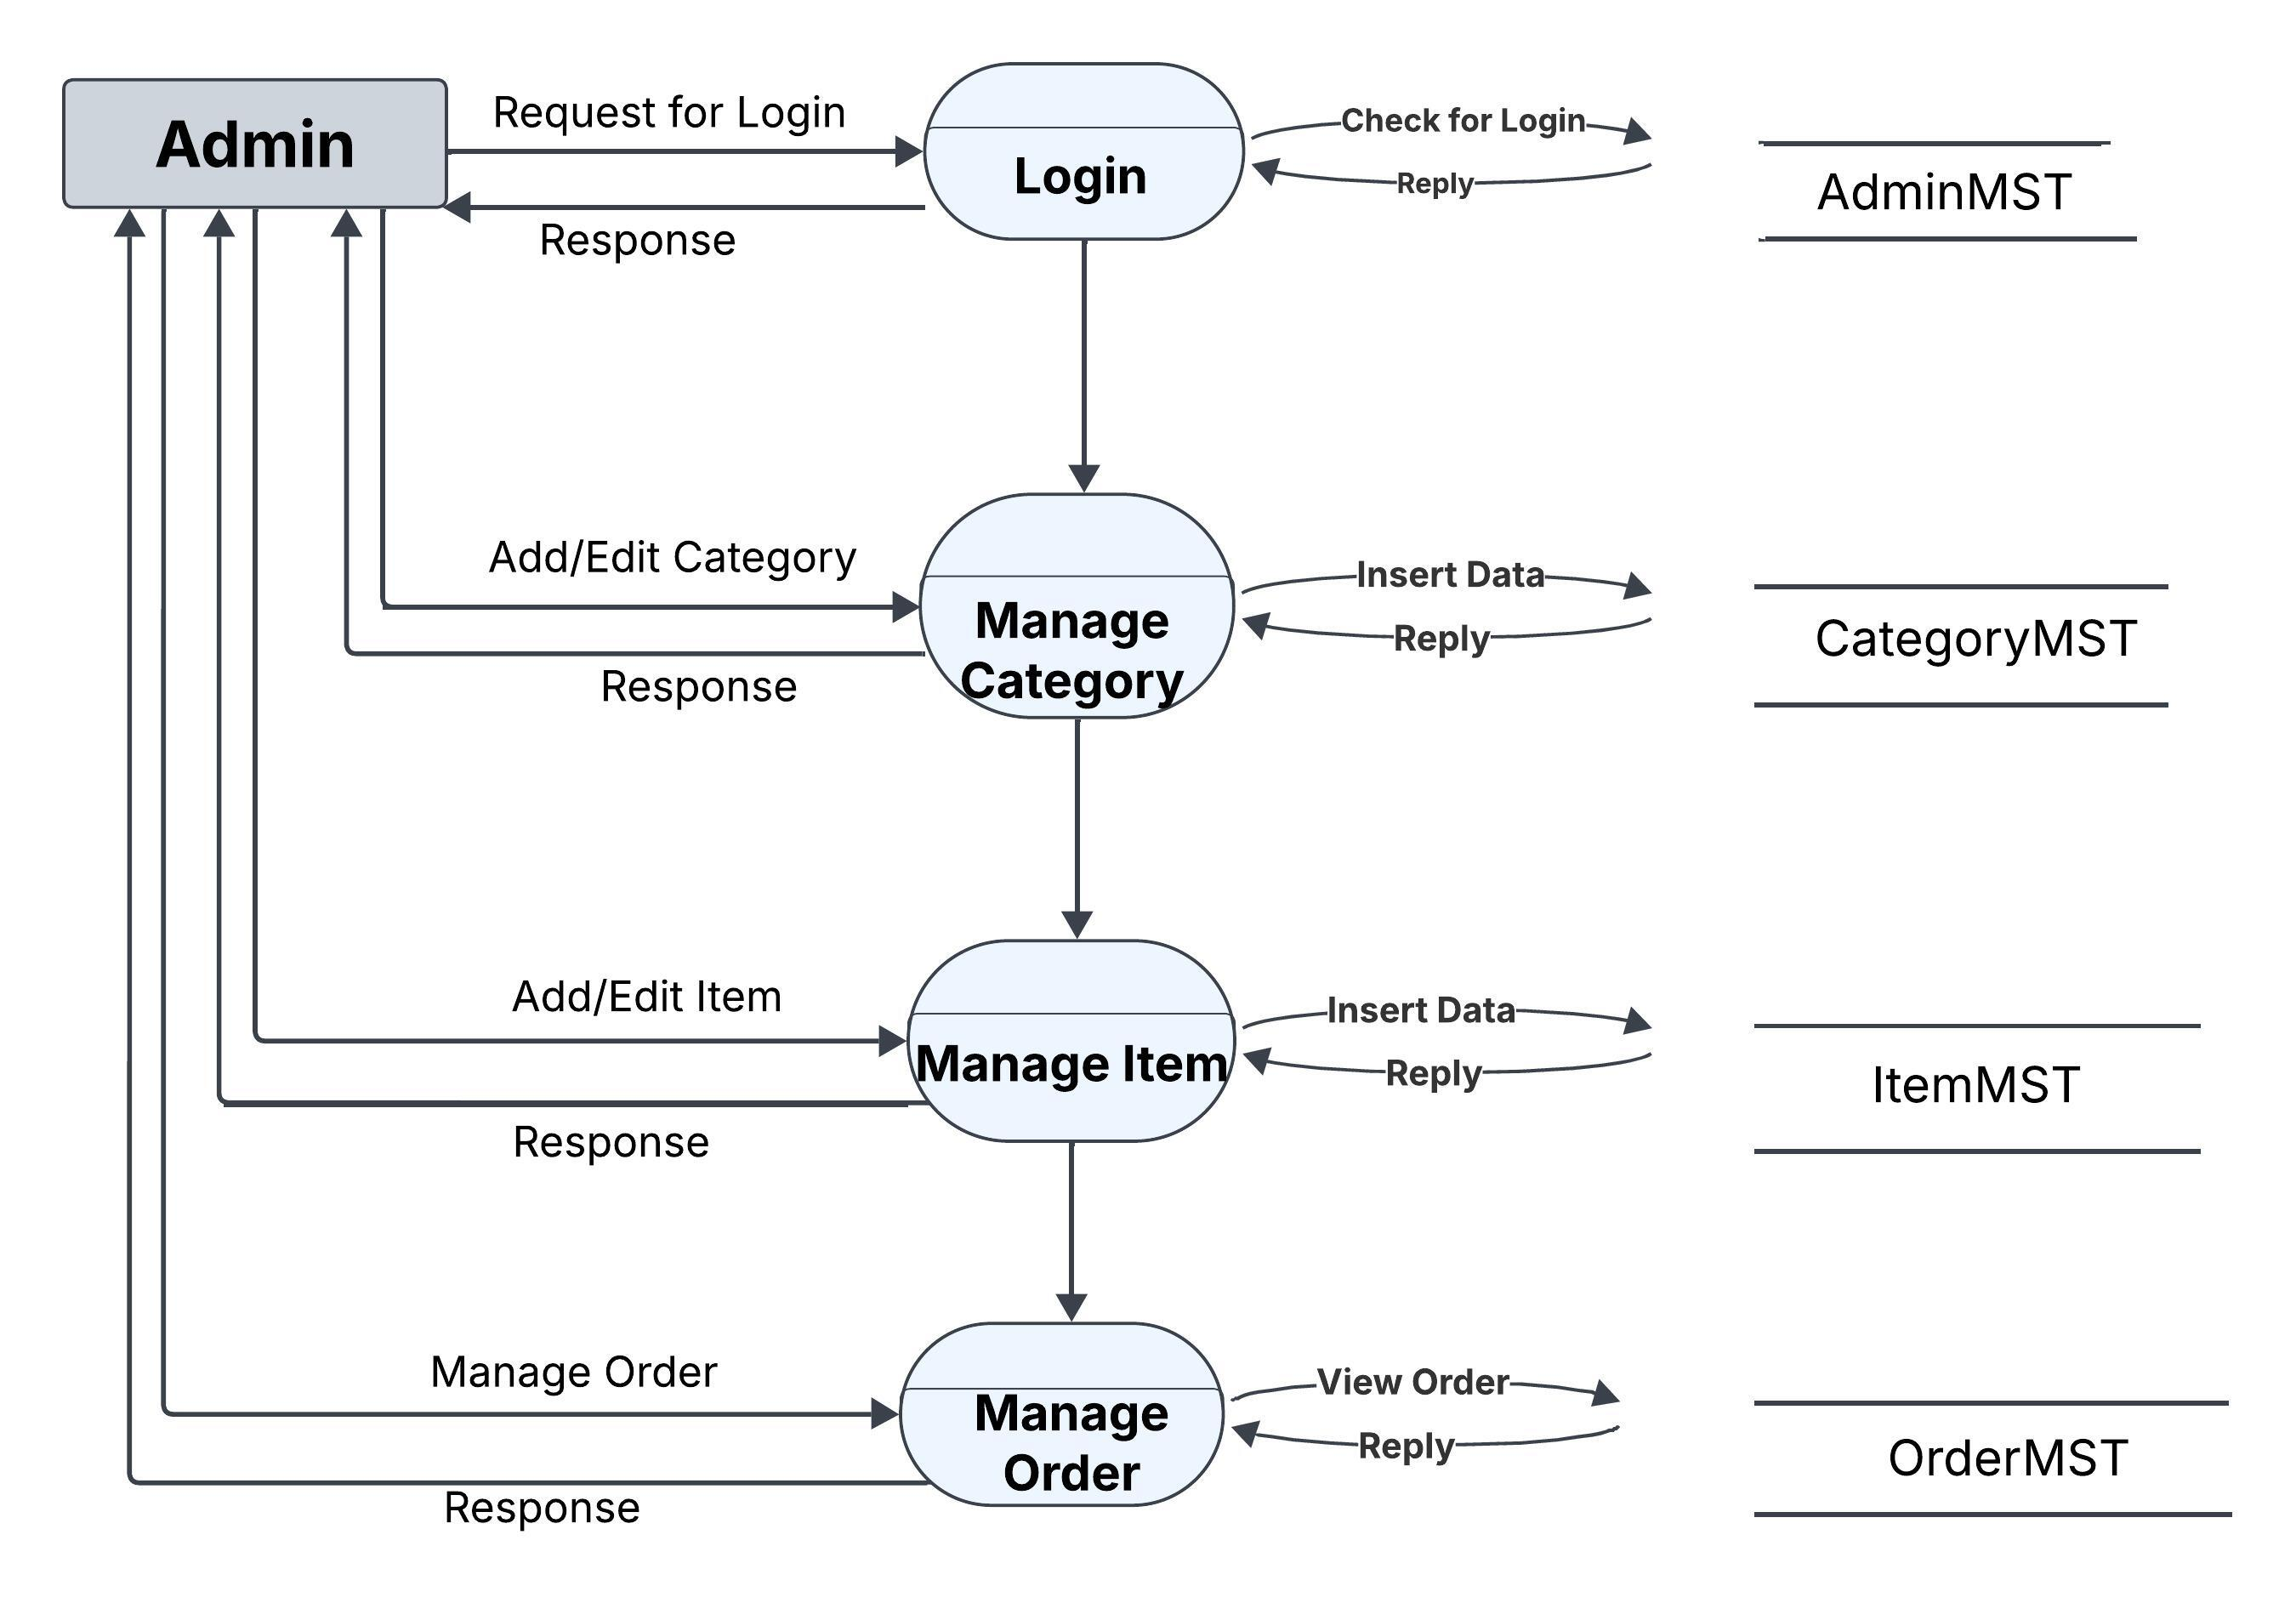 Admin
Request for Login
Response
Login
Check for Login
Reply
AdminMST
Add/Edit Category
Response
Manage
Category
Insert Data
Reply
CategoryMST
Add/Edit Item
Response
Manage Item
Insert Data
Reply
ItemMST
Manage Order
Response
Manage
Order
View Order
Reply
OrderMST